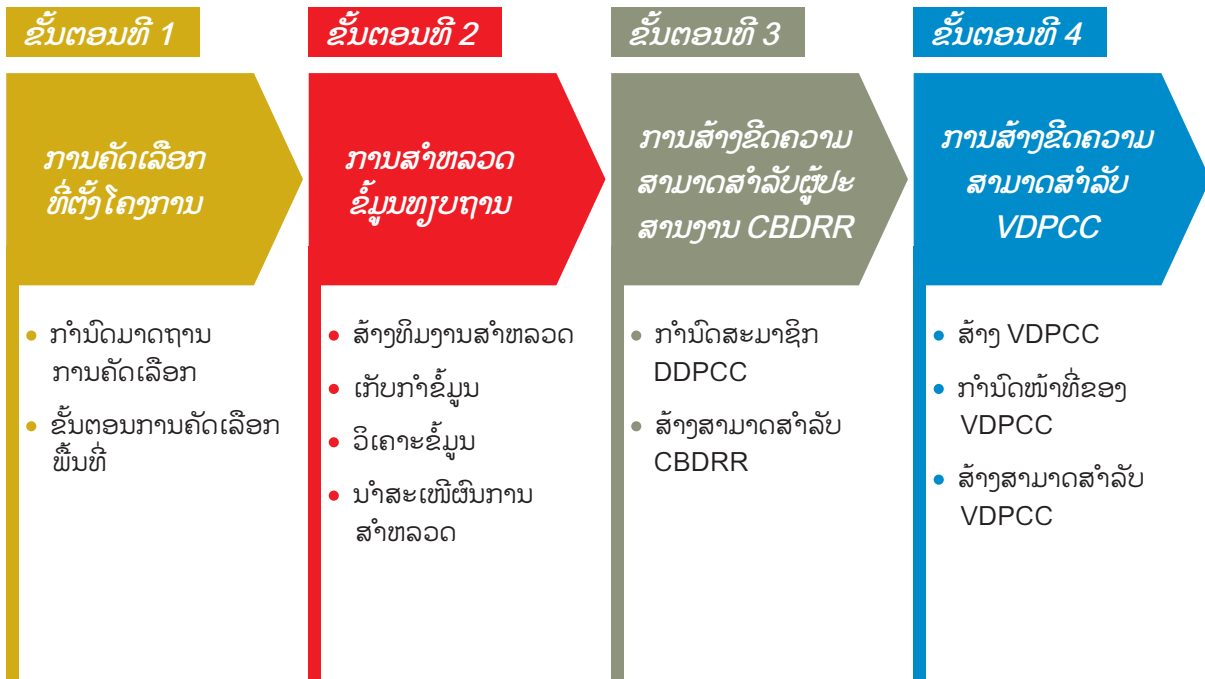 ຂັ້ນຕອນທີ 1
ການຄັດເລືອກ
ທີ່ຕັ້ງໂຄງການ
• ກຳນົດມາດຖານ
ການຄັດເລືອກ
• ຂັ້ນຕອນການຄັດເລືອກ
ພື້ນທີ່
ຂັ້ນຕອນທີ 2
ການສຳຫລວດ
ຂໍ້ມູນທຽບຖານ
• ສ້າງທິມງານສຳຫລວດ
• ເກັບກຳຂໍ້ມູນ
• ວິເຄາະຂໍ້ມູນ
• ນຳສະເໜີຜົນການ
ສຳຫລວດ
ຂັ້ນຕອນທີ 3
ການສ້າງຂີດຄວາມ
ສາມາດສຳລັບຜູ້ປະ
ສານງານ CBDRR
• ກຳນົດສະມາຊິກ
DDPCC
• ສ້າງສາມາດສຳລັບ
CBDRR
ຂັ້ນຕອນທີ 4
ການສ້າງຂີດຄວາມ
ສາມາດສຳລັບ
VDPCC
• ສ້າງ VDPCC
• ກຳນົດໜ້າທີ່ຂອງ
VDPCC
• ສ້າງສາມາດສຳລັບ
VDPCC